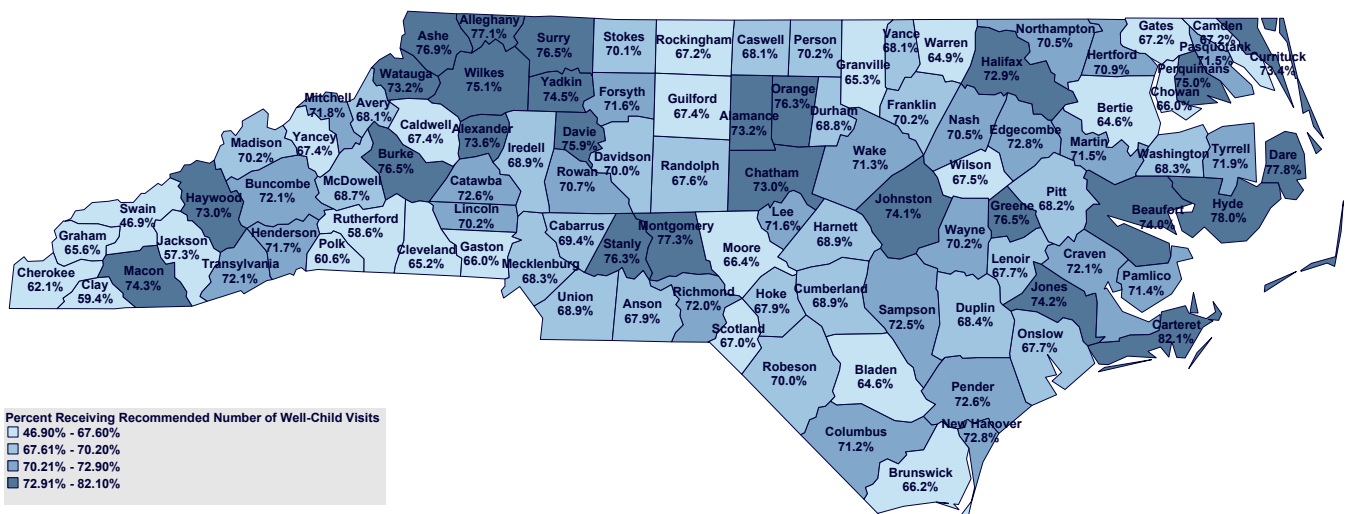 Alleghany
77.1%
Ashe
76.9%
Surry
76.5%
Stokes
70.1%
Rockingham
67.2%
Caswell
68.1%
Person
70.2%
Vance
68.1%
Granville
65.3%
Warren
64.9%
Northampton
70.5%
Gates
67.2%
Camden
67.2%
Pasquotank
71.5%
Currituck
73.4%
Perquimans
75.0%
Chowan
66.0%
Hertford
70.9%
Halifax
72.9%
Bertie
64.6%
Watauga
73.2%
Wilkes
75.1%
Yadkin
74.5%
Forsyth
71.6%
Guilford
67.4%
Alamance
73.2%
Orange
76.3%
Durham
68.8%
Franklin
70.2%
Nash
70.5%
Edgecombe
72.8%
Martin
71.5%
Washington
68.3%
Tyrrell
71.9%
Dare
77.8%
Mitchell
71.8%
Avery
68.1%
Caldwell
67.4%
Alexander
73.6%
Iredell
68.9%
Davie
75.9%
Davidson
70.0%
Rowan
70.7%
Randolph
67.6%
Chatham
73.0%
Wake
71.3%
Wilson
67.5%
Pitt
68.2%
Greene
76.5%
Beaufort
74.0%
Hyde
78.0%
Madison
70.2%
Yancey
67.4%
Burke
76.5%
McDowell
68.7%
Buncombe
72.1%
Haywood
73.0%
Catawba
72.6%
Lincoln
70.2%
Swain
46.9%
Graham
65.6%
Jackson
57.3%
Cherokee
62.1%
Clay
59.4%
Macon
74.3%
Transylvania
72.1%
Henderson
71.7%
Polk
60.6%
Rutherford
58.6%
Cleveland
65.2%
Gaston
66.0%
Mecklenburg
68.3%
Cabarrus
69.4%
Stanly
76.3%
Montgomery
77.3%
Moore
66.4%
Lee
71.6%
Harnett
68.9%
Johnston
74.1%
Wayne
70.2%
Lenoir
67.7%
Craven
72.1%
Pamlico
71.4%
Jones
74.2%
Carteret
82.1%
Onslow
67.7%
Duplin
68.4%
Sampson
72.5%
Cumberland
68.9%
Hoke
67.9%
Richmond
72.0%
Scotland
67.0%
Anson
67.9%
Union
68.9%
Robeson
70.0%
Bladen
64.6%
Pender
72.6%
New Hanover
72.8%
Columbus
71.2%
Brunswick
66.2%
Percent Receiving Recommended Number of Well-Child Visits
46.90% - 67.60%
67.61% - 70.20%
70.21% - 72.90%
72.91% - 82.10%